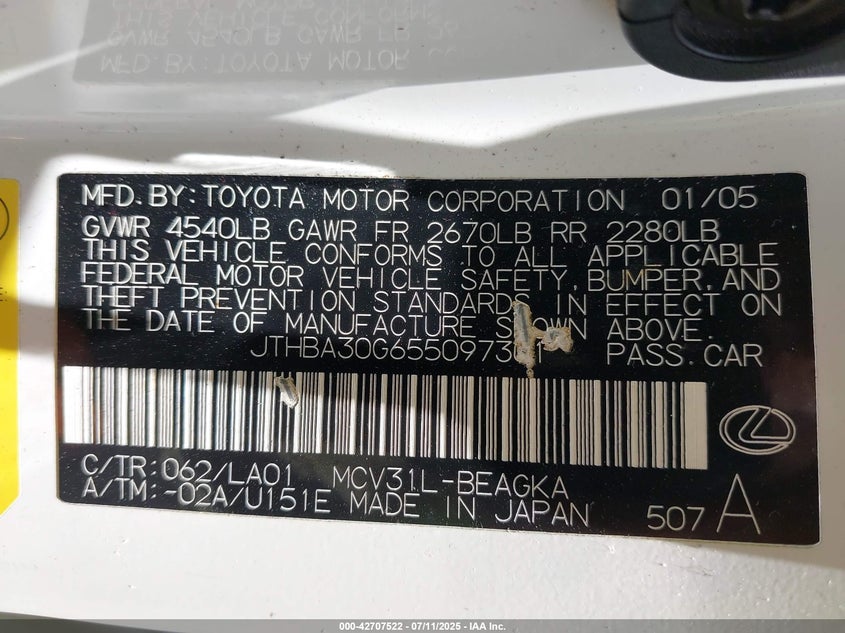 MFD. BY: TOYOTA MOTOR CORPORATION 01/05
GVWR 4540LB GAWR FR 2670LB RR 2280LB
THIS VEHICLE CONFORMS TO ALL APPLICABLE
FEDERAL MOTOR VEHICLE SAFETY, BUMPER, AND
THEFT PREVENTION STANDARDS IN EFFECT ON
THE DATE OF MANUFACTURE SHOWN ABOVE.
PASS. CAR
C/TR: 062/LA01 MCV31L-BEAGKA
A/TM: -02A/U151E MADE IN JAPAN 507 A
000-42707522 - 07/11/2025 - IAA Inc.